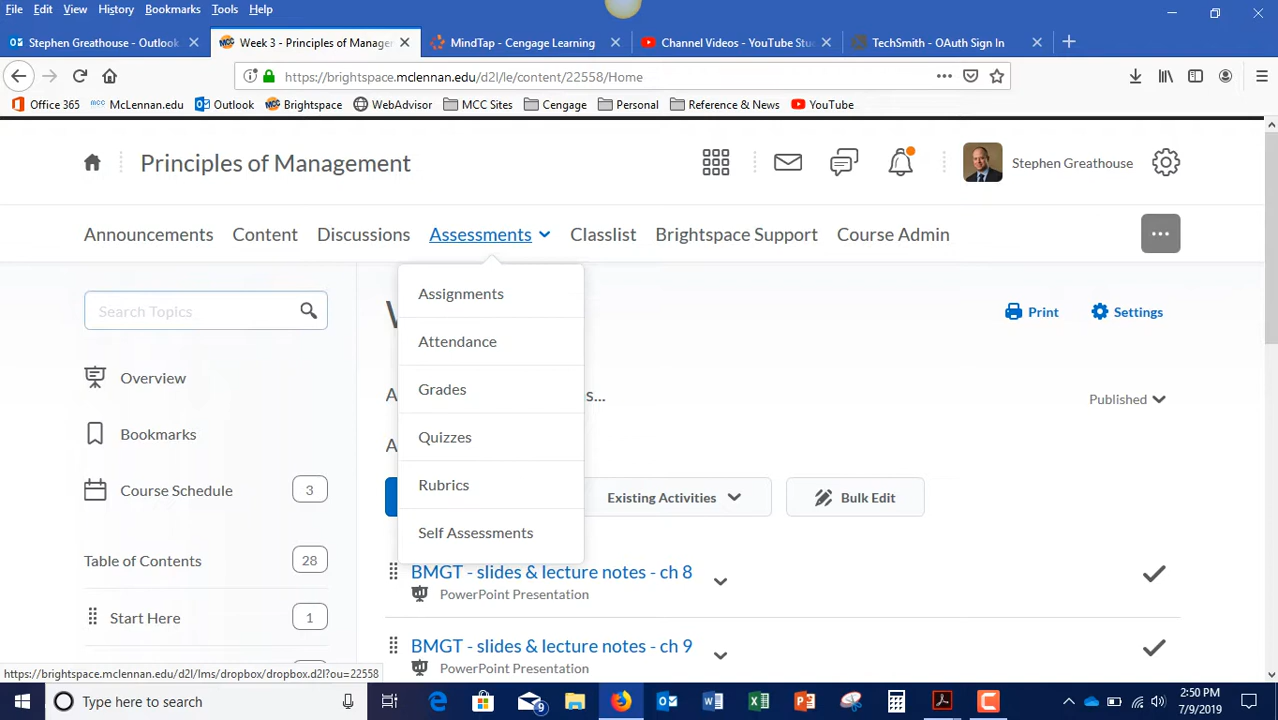 File Edit View History Bookmarks Tools Help
Stephen Greathouse - Outlook
Week 3 - Principles of Manage
MindTap - Cengage Learning
Channel Videos - YouTube Stu
TechSmith - OAuth Sign In
https://brightspace.mclennan.edu/d2l/le/content/22558/Home
Office 365 McLennan.edu Outlook Brightspace WebAdvisor MCC Sites Cengage Personal Reference & News YouTube
Principles of Management
Stephen Greathouse
Announcements Content Discussions Assessments Classlist Brightspace Support Course Admin
Search Topics
Overview
Bookmarks
Course Schedule 3
Table of Contents 28
Start Here 1
Assignments
Attendance
Grades
Quizzes
Rubrics
Self Assessments
Print Settings
s...
Published
Existing Activities Bulk Edit
BMGT - slides & lecture notes - ch 8
PowerPoint Presentation
BMGT - slides & lecture notes - ch 9
PowerPoint Presentation
https://brightspace.mclennan.edu/d2l/lms/dropbox/dropbox.d2l?ou=22558
Type here to search
9
2:50 PM
7/9/2019